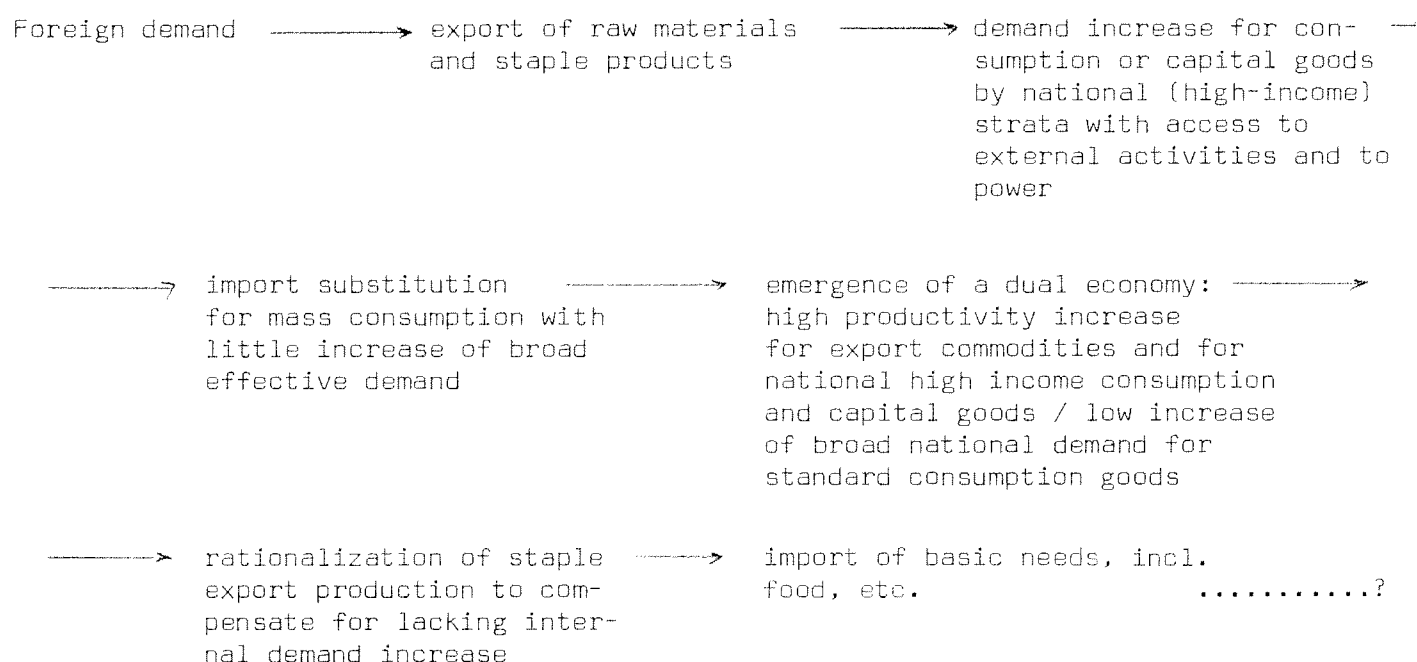 Foreign demand ⟶ export of raw materials ⟶ demand increase for con-
and staple products
sumption or capital goods
by national (high-income)
strata with access to
external activities and to
power
⟶ import substitution ⟶ emergence of a dual economy: ⟶
for mass consumption with
little increase of broad
effective demand
high productivity increase
for export commodities and for
national high income consumption
and capital goods / low increase
of broad national demand for
standard consumption goods
⟶ rationalization of staple ⟶ import of basic needs, incl.
export production to com-
pensate for lacking inter-
nal demand increase
food, etc. ...........?